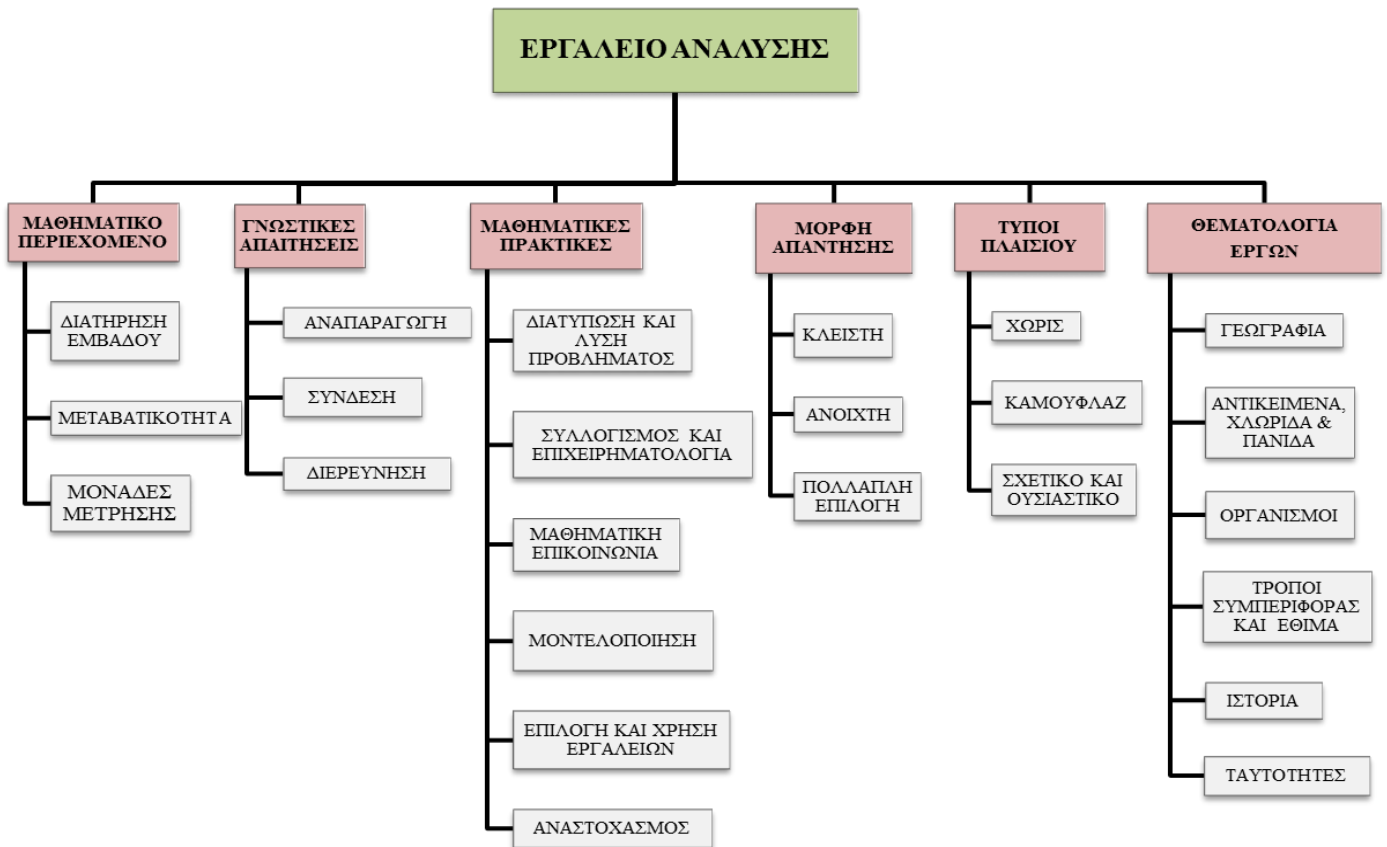 ΕΡΓΑΛΕΙΟ ΑΝΑΛΥΣΗΣ
ΜΑΘΗΜΑΤΙΚΟ
ΠΕΡΙΕΧΟΜΕΝΟ
ΔΙΑΤΗΡΗΣΗ
ΕΜΒΑΔΟΥ
ΜΕΤΑΒΑΤΙΚΟΤΗΤΑ
ΜΟΝΑΔΕΣ
ΜΕΤΡΗΣΗΣ
ΓΝΩΣΤΙΚΕΣ
ΑΠΑΙΤΗΣΕΙΣ
ΑΝΑΠΑΡΑΓΩΓΗ
ΣΥΝΔΕΣΗ
ΔΙΕΡΕΥΝΗΣΗ
ΜΑΘΗΜΑΤΙΚΕΣ
ΠΡΑΚΤΙΚΕΣ
ΔΙΑΤΥΠΩΣΗ ΚΑΙ
ΛΥΣΗ
ΠΡΟΒΛΗΜΑΤΟΣ
ΣΥΛΛΟΓΙΣΜΟΣ ΚΑΙ
ΕΠΙΧΕΙΡΗΜΑΤΟΛΟΓΙΑ
ΜΑΘΗΜΑΤΙΚΗ
ΕΠΙΚΟΙΝΩΝΙΑ
ΜΟΝΤΕΛΟΠΟΙΗΣΗ
ΕΠΙΛΟΓΗ ΚΑΙ ΧΡΗΣΗ
ΕΡΓΑΛΕΙΩΝ
ΑΝΑΣΤΟΧΑΣΜΟΣ
ΜΟΡΦΗ
ΑΠΑΝΤΗΣΗΣ
ΚΛΕΙΣΤΗ
ΑΝΟΙΧΤΗ
ΠΟΛΛΑΠΛΗ
ΕΠΙΛΟΓΗ
ΤΥΠΟΙ
ΠΛΑΙΣΙΟΥ
ΧΩΡΙΣ
ΚΑΜΟΥΦΛΑΖ
ΣΧΕΤΙΚΟ ΚΑΙ
ΟΥΣΙΑΣΤΙΚΟ
ΘΕΜΑΤΟΛΟΓΙΑ
ΕΡΓΩΝ
ΓΕΩΓΡΑΦΙΑ
ΑΝΤΙΚΕΙΜΕΝΑ,
ΧΛΩΡΙΔΑ &
ΠΑΝΙΔΑ
ΟΡΓΑΝΙΣΜΟΙ
ΤΡΟΠΟΙ
ΣΥΜΠΕΡΙΦΟΡΑΣ
ΚΑΙ ΕΘΙΜΑ
ΙΣΤΟΡΙΑ
ΤΑΥΤΟΤΗΤΕΣ